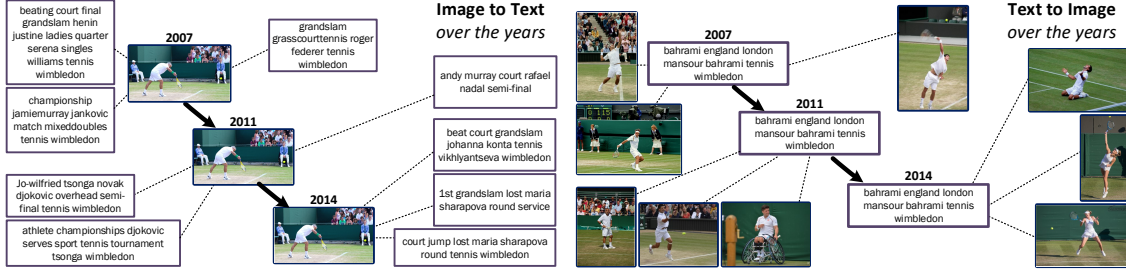 Image to Text
over the years
beating court final
grandslam henin
justine ladies quarter
serena singles
williams tennis
wimbledon
2007
grandslam
grasscourttennis roger
federer tennis
wimbledon
championship
jamiemurray jankovic
match mixeddoubles
tennis wimbledon
andy murray court rafael
nadal semi-final
2011
beat court grandslam
johanna konta tennis
vikhlyantseva wimbledon
Jo-wilfried tsonga novak
djokovic overhead semi-
final tennis wimbledon
1st grandslam lost maria
sharapova round service
2014
athlete championships djokovic
serves sport tennis tournament
tsonga wimbledon
court jump lost maria sharapova
round tennis wimbledon
Text to Image
over the years
2007
bahrami england london
mansour bahrami tennis
wimbledon
2011
bahrami england london
mansour bahrami tennis
wimbledon
2014
bahrami england london
mansour bahrami tennis
wimbledon